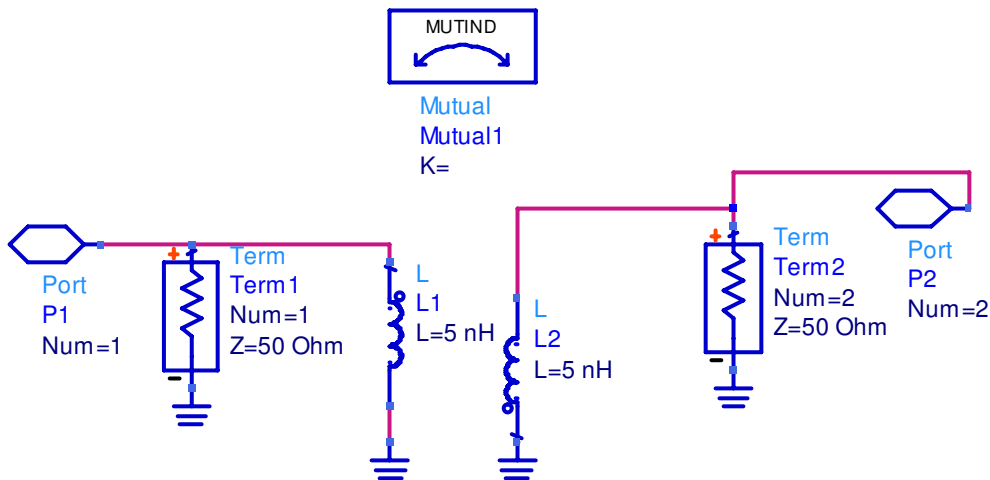 MUTIND
Mutual
Mutual1
K=
Port
P1
Num=1
+
Term
Term1
Num=1
Z=50 Ohm
-
L
L1
L=5 nH
L
L2
L=5 nH
+
Term
Term2
Num=2
Z=50 Ohm
-
Port
P2
Num=2